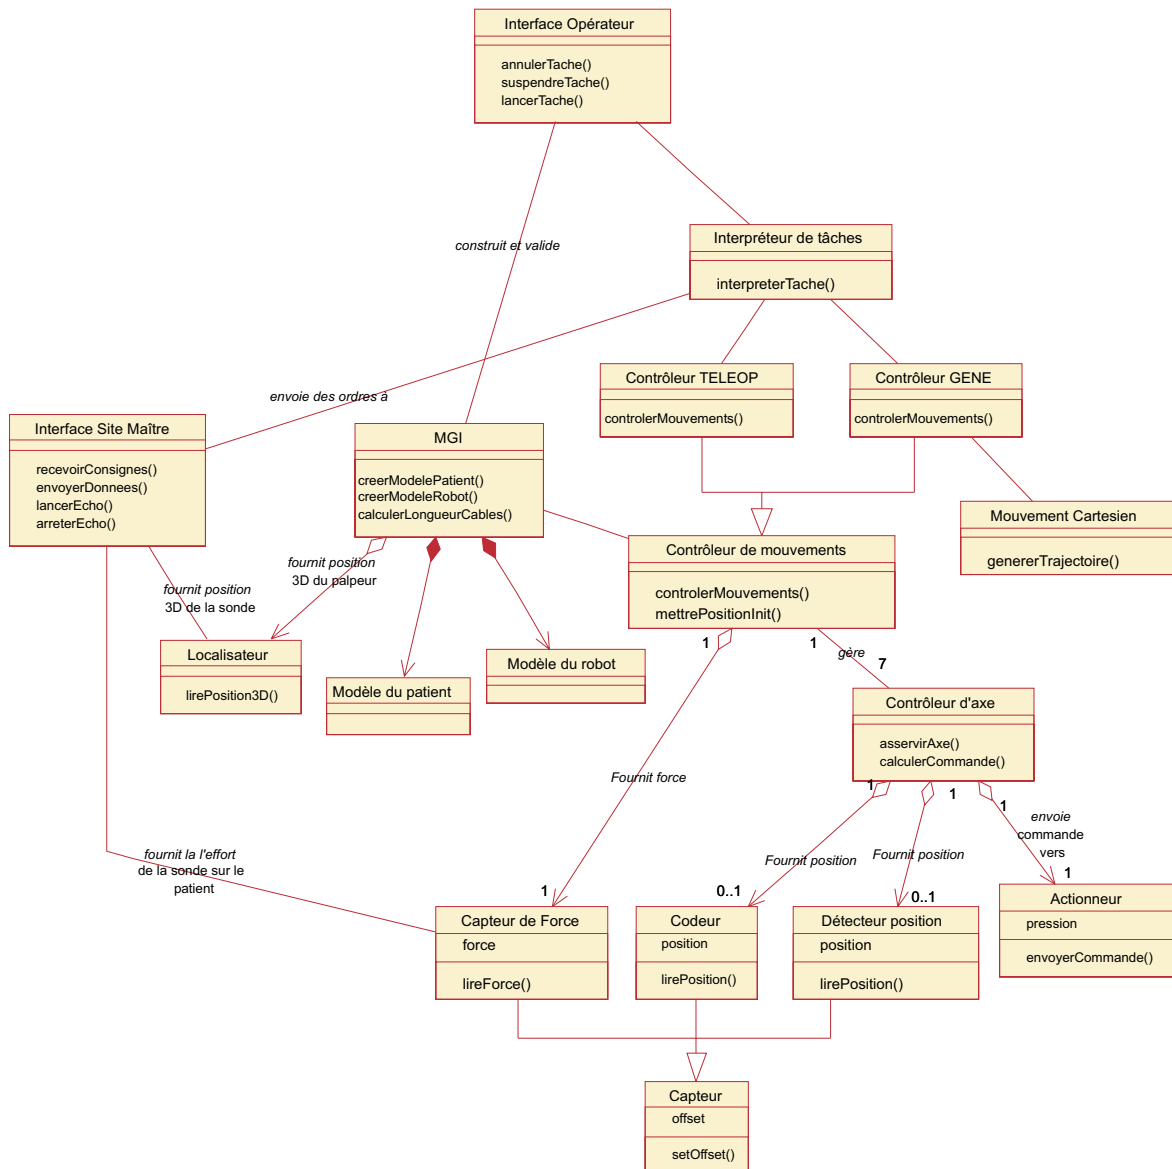 Interface Opérateur
annulerTache()
suspendreTache()
lancerTache()
construit et valide
Interpréteur de tâches
interpreterTache()
envoie des ordres à
Contrôleur TELEOP
controlerMouvements()
Contrôleur GENE
controlerMouvements()
Interface Site Maître
recevoirConsignes()
envoyerDonnees()
lancerEcho()
arreterEcho()
MGI
creerModelePatient()
creerModeleRobot()
calculerLongueurCables()
Mouvement Cartesien
genererTrajectoire()
Contrôleur de mouvements
controlerMouvements()
mettrePositionInit()
fournit position
3D du palpeur
fournit position
3D de la sonde
Localisateur
lirePosition3D()
Modèle du patient
Modèle du robot
1
1
gère
7
Contrôleur d'axe
asservirAxe()
calculerCommande()
Fournit force
1
1
1
envoie
commande
vers
1
Fournit position
Fournit position
0..1
0..1
1
fournit la l'effort
de la sonde sur le
patient
Capteur de Force
force
lireForce()
Codeur
position
lirePosition()
Détecteur position
position
lirePosition()
Actionneur
pression
envoyerCommande()
Capteur
offset
setOffset()